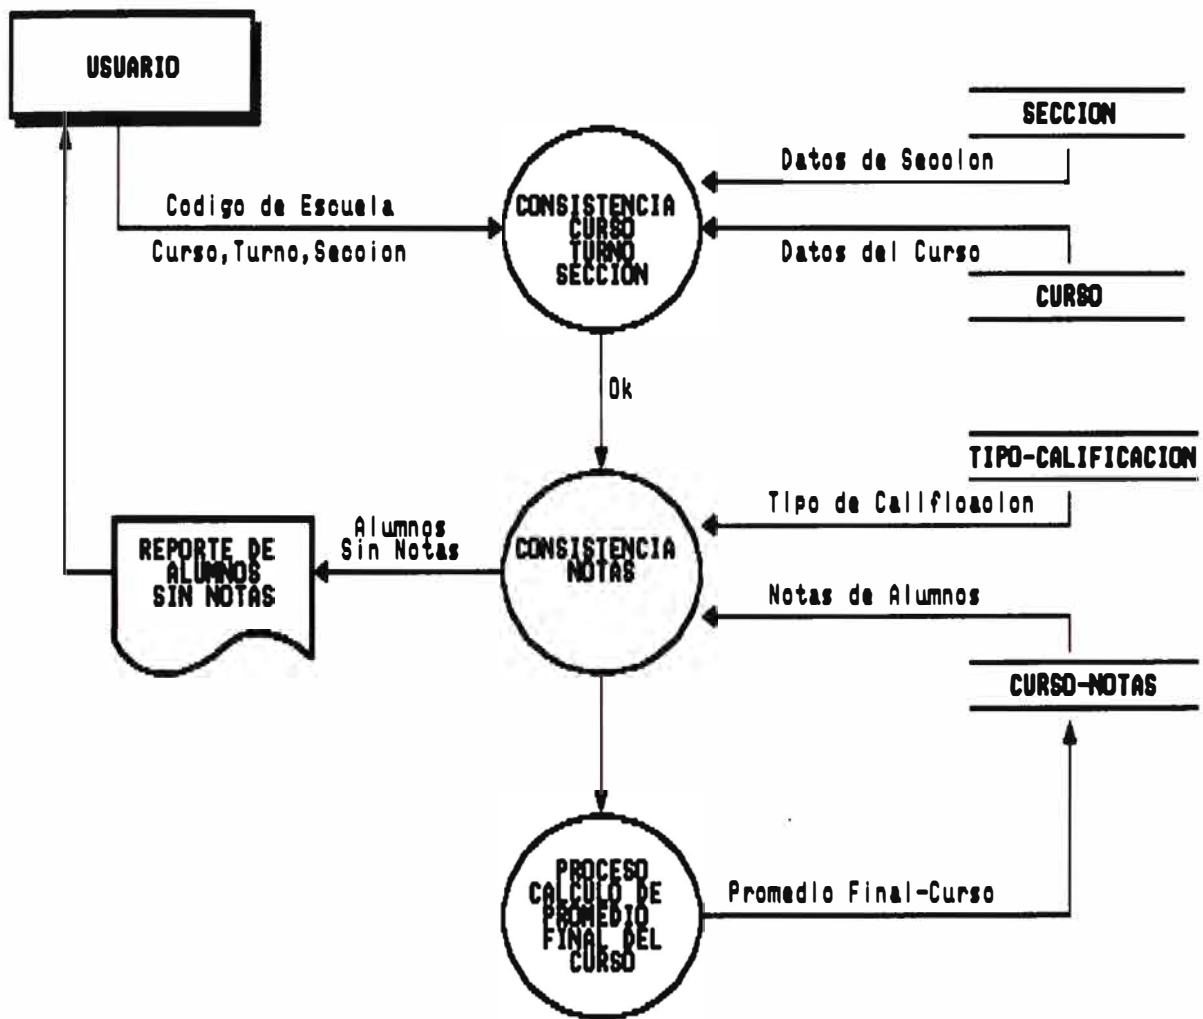 USUARIO
SECCION
Datos de Seccion
Codigo de Escuela
Curso,Turno,Seccion
CONSISTENCIA
CURSO
TURNO
SECCION
Datos del Curso
CURSO
Ok
TIPO-CALIFICACION
Tipo de Calificacion
Alumnos
Sin Notas
CONSISTENCIA
NOTAS
REPORTE DE
ALUMNOS
SIN NOTAS
Notas de Alumnos
CURSO-NOTAS
PROCESO
CALCULO DE
PROMEDIO
FINAL DEL
CURSO
Promedio Final-Curso